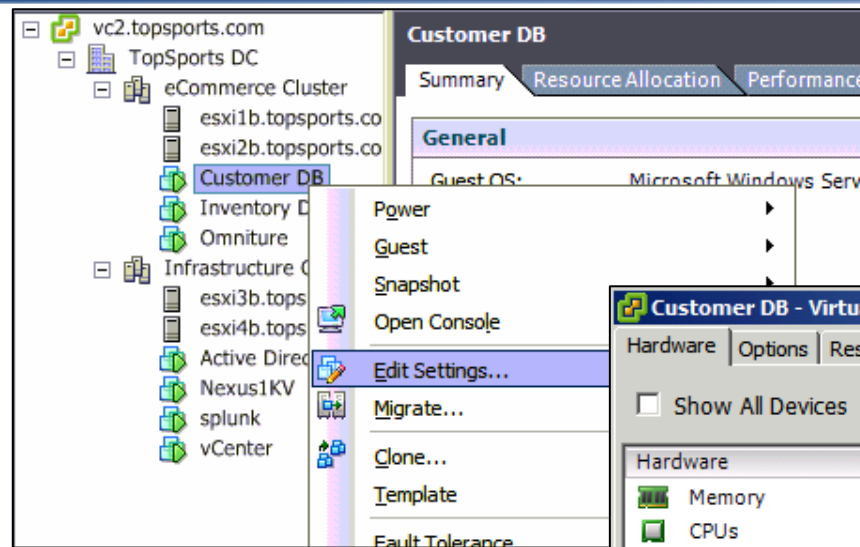 vc2.topsports.com
TopSports DC
eCommerce Cluster
esxi1b.topsports.co
esxi2b.topsports.co
Customer DB
Inventory D
Omniture
Infrastructure C
esxi3b.tops
esxi4b.tops
Active Direc
Nexus1KV
splunk
vCenter
Customer DB
Summary Resource Allocation Performance
General
Guest OS: Microsoft Windows Serv
Power
Guest
Snapshot
Open Console
Edit Settings...
Migrate...
Clone...
Template
Fault Tolerance
Customer DB - Virtu
Hardware Options Res
Show All Devices
Hardware
Memory
CPUs